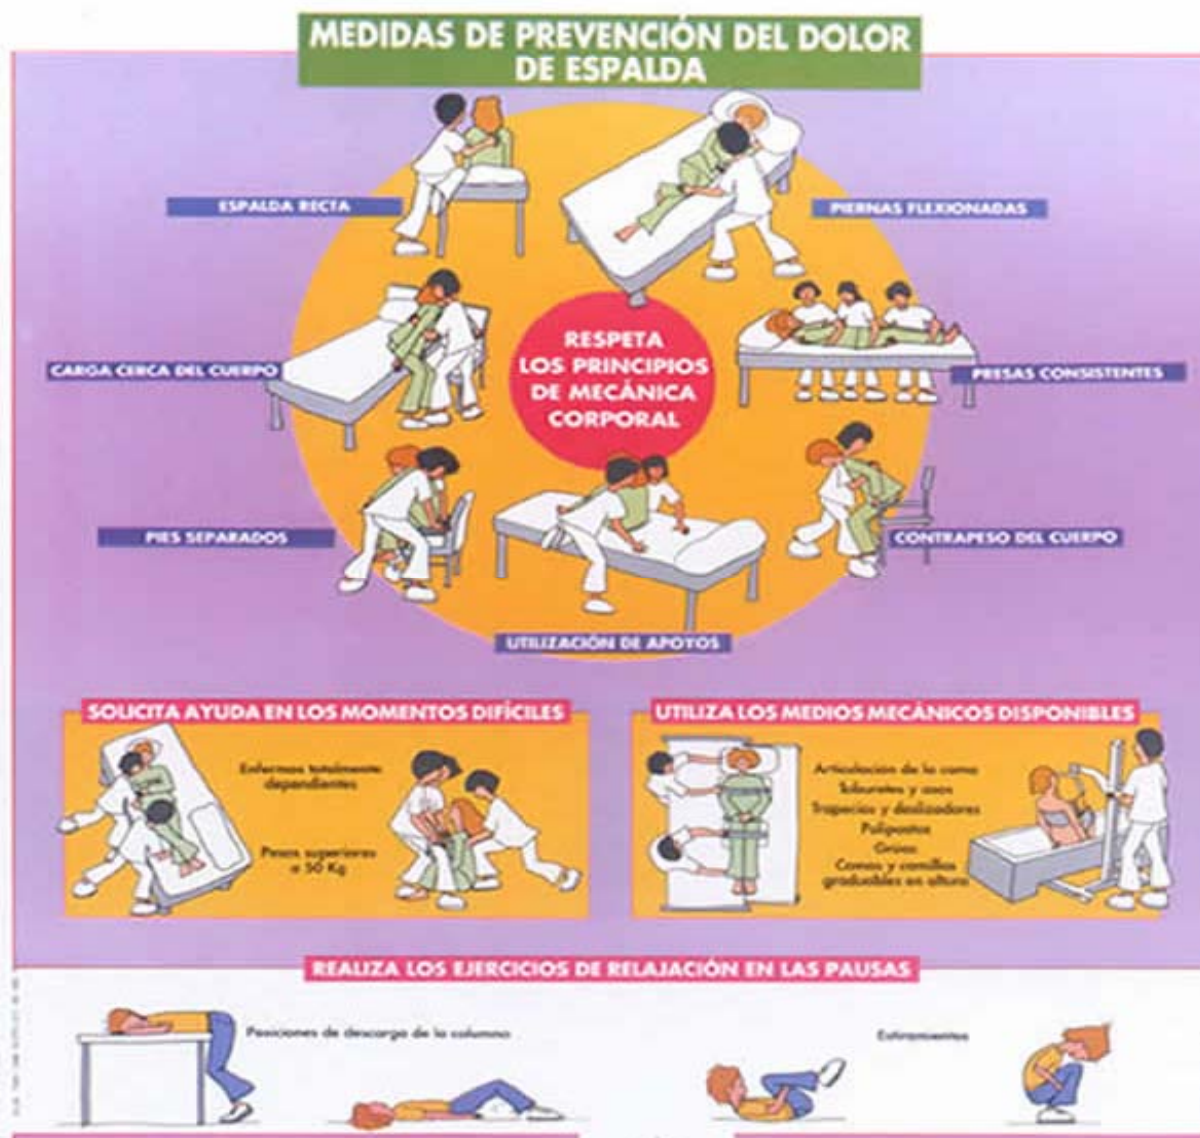 MEDIDAS DE PREVENCIÓN DEL DOLOR
DE ESPALDA
ESPALDA RECTA
PIERNAS FLEXIONADAS
RESPETA
LOS PRINCIPIOS
DE MECÁNICA
CORPORAL
CARGA CERCA DEL CUERPO
PRESAS CONSISTENTES
PIES SEPARADOS
CONTRAPESO DEL CUERPO
UTILIZACIÓN DE APOYOS
SOLICITA AYUDA EN LOS MOMENTOS DIFÍCILES
Enfermos totalmente
dependientes
Pesos superiores
a 50 Kg
UTILIZA LOS MEDIOS MECÁNICOS DISPONIBLES
Articulación de la cama
Taburetes y asas
Trapecios y deslizadores
Polipastos
Grúas
Camas y camillas
graduables en altura
REALIZA LOS EJERCICIOS DE RELAJACIÓN EN LAS PAUSAS
Posiciones de descarga de la columna
Estiramientos